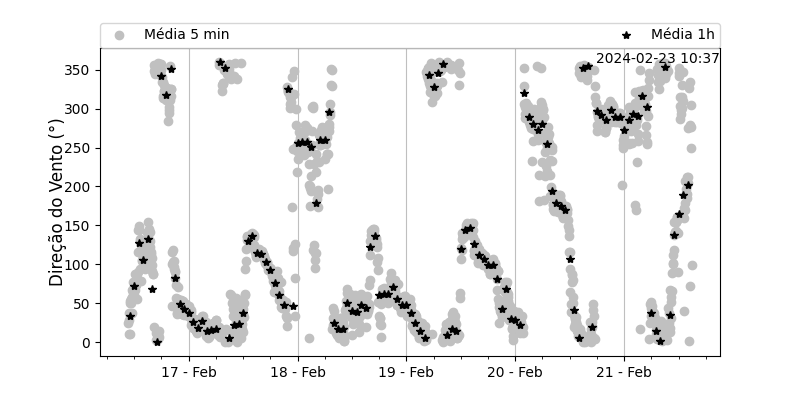 Média 5 min
Média 1h
2024-02-23 10:37
Direção do Vento (°)
350
300
250
200
150
100
50
0
17 - Feb
18 - Feb
19 - Feb
20 - Feb
21 - Feb